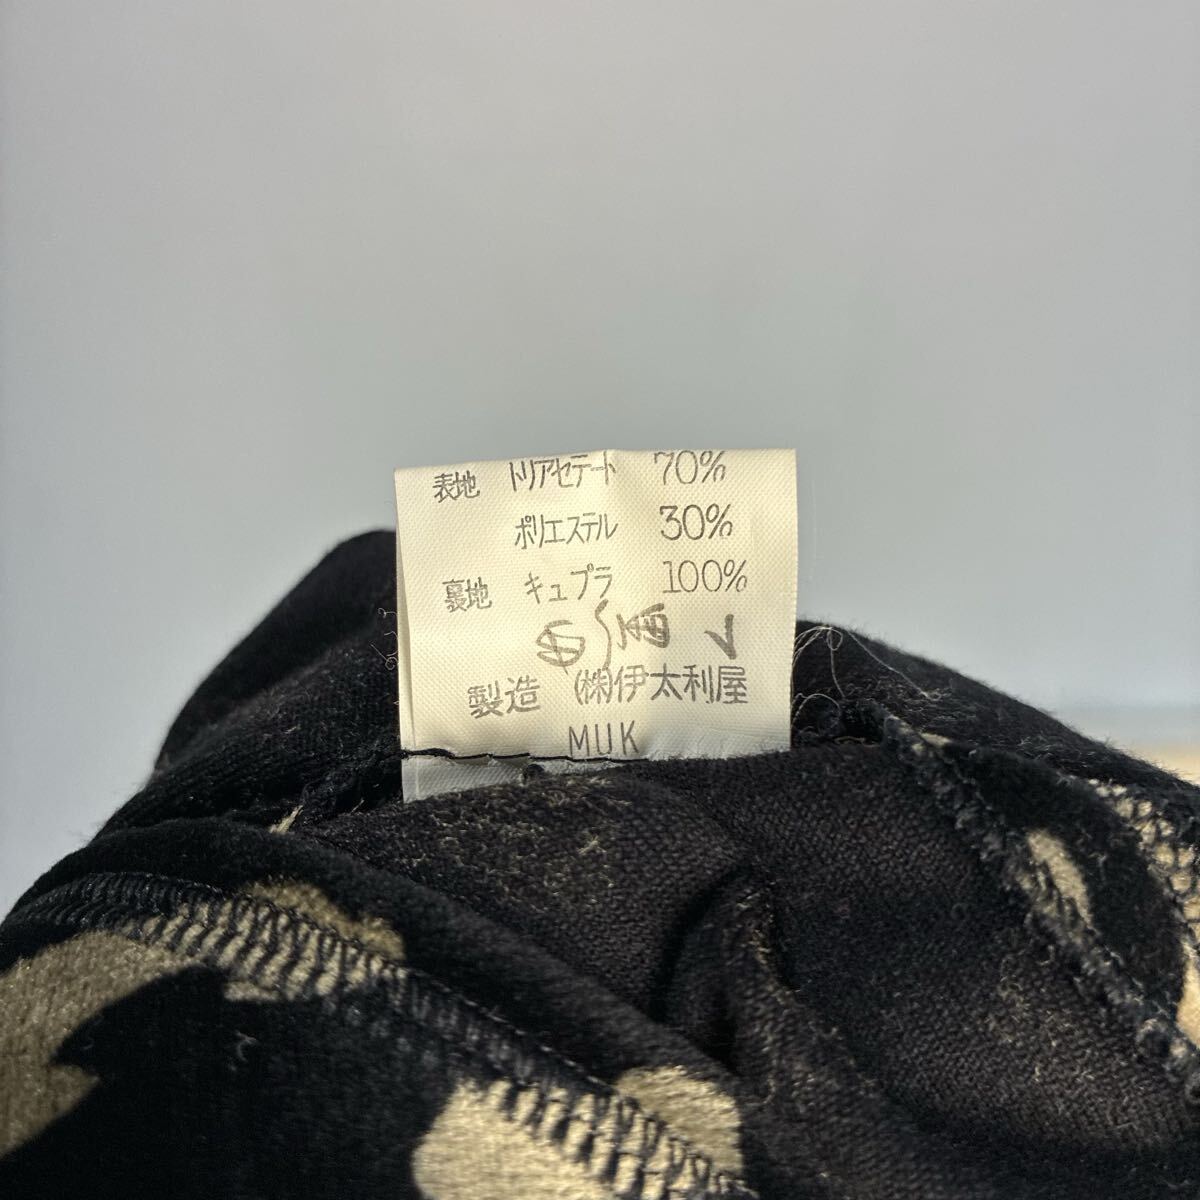 表地 トリアセテート 70%
ポリエステル 30%
裏地 キュプラ 100%
製造 (株)伊太利屋
MUK